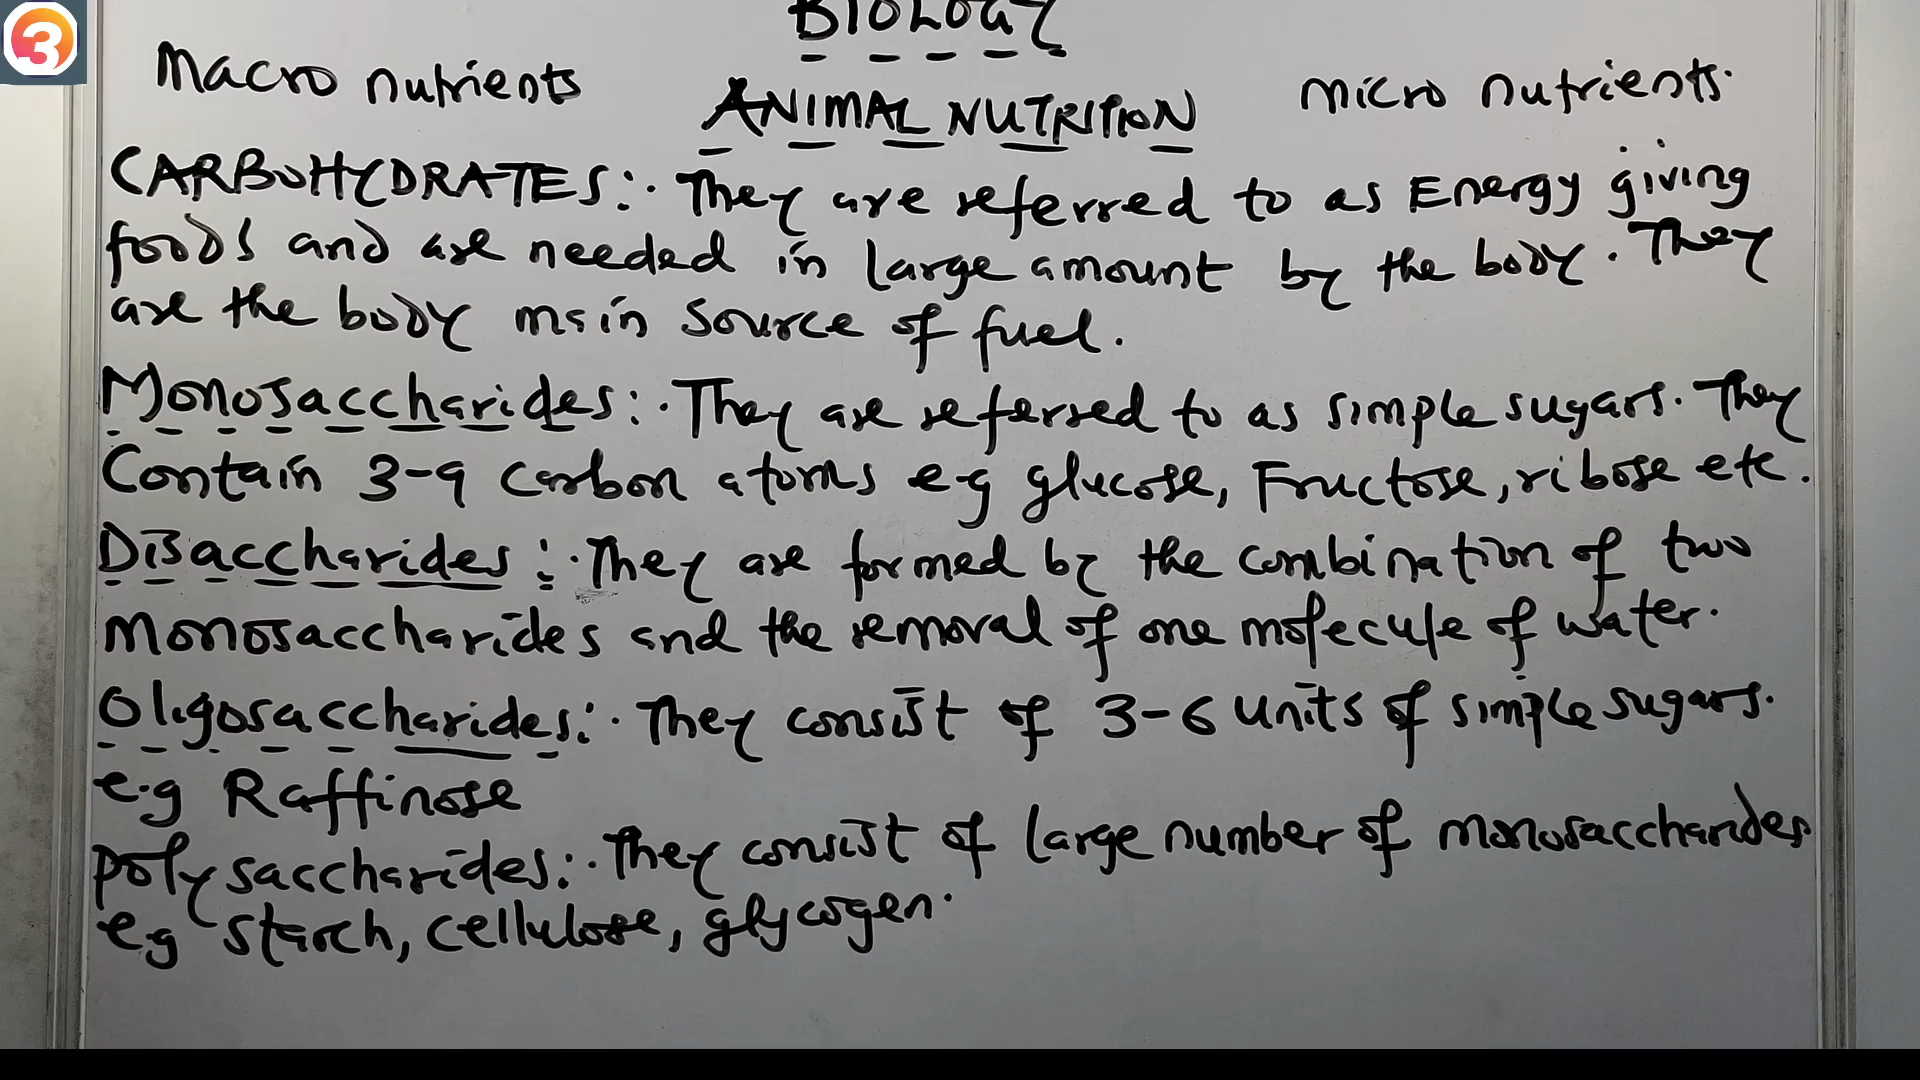 3
BIOLOGY
Macro nutrients
ANIMAL NUTRITION
micro nutrients.
CARBOHYDRATES:. They are referred to as Energy giving
foods and are needed in large amount by the body. They
are the body main source of fuel.
Monosaccharides:. They are referred to as simple sugars. They
Contain 3-9 carbon atoms e.g glucose, Fructose, ribose etc.
Disaccharides:. They are formed by the combination of two
monosaccharides and the removal of one molecule of water.
Oligosaccharides:. They consist of 3-6 units of simple sugars.
e.g Raffinose
polysaccharides:. They consist of large number of monosaccharides
e.g starch, cellulose, glycogen.